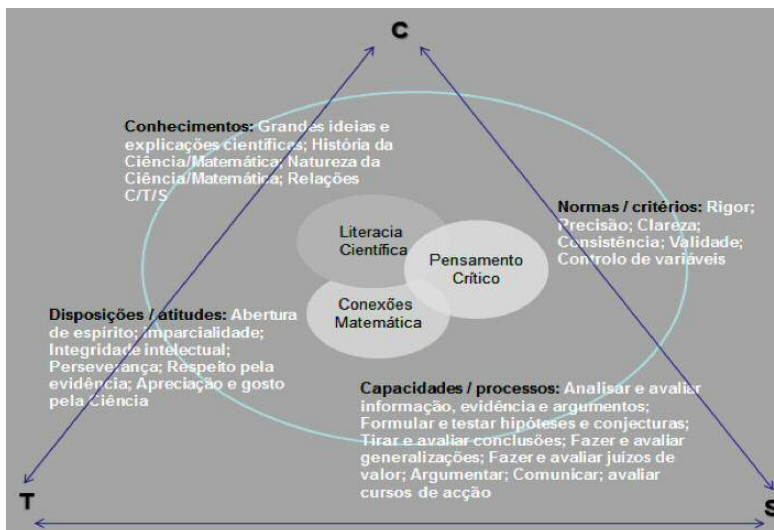 C
Conhecimentos: Grandes ideias e
explicações científicas; História da
Ciência/Matemática; Natureza da
Ciência/Matemática; Relações
C/T/S
Normas / critérios: Rigor;
Precisão; Clareza;
Consistência; Validade;
Controlo de variáveis
Literacia
Científica
Pensamento
Crítico
Conexões
Matemática
Disposições / atitudes: Abertura
de espírito; Imparcialidade;
Integridade intelectual;
Perseverança; Respeito pela
evidência; Apreciação e gosto
pela Ciência
Capacidades / processos: Analisar e avaliar
informação, evidência e argumentos;
Formular e testar hipóteses e conjecturas;
Tirar e avaliar conclusões; Fazer e avaliar
generalizações; Fazer e avaliar juízos de
valor; Argumentar; Comunicar; avaliar
cursos de acção
T
S